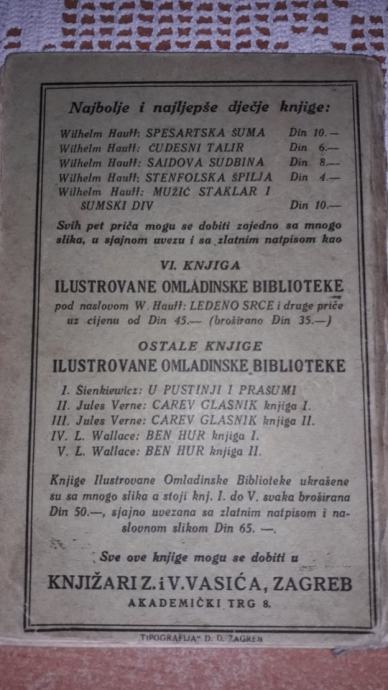 Najbolje i najljepše dječje knjige:
Wilhelm Hauff: SPESARTSKA ŠUMA Din 10.—
Wilhelm Hauff: ČUDESNI TALIR Din 6.—
Wilhelm Hauff: SAIDOVA SUDBINA Din 8.—
Wilhelm Hauff: STENFOLSKA ŠPILJA Din 4.—
Wilhelm Hauff: MUŽIĆ STAKLAR I
ŠUMSKI DIV Din 10.—
Svih pet priča mogu se dobiti zajedno sa mnogo
slika, u sjajnom uvezu i sa zlatnim natpisom kao
VI. KNJIGA
ILUSTROVANE OMLADINSKE BIBLIOTEKE
pod naslovom W. Hauff: LEDENO SRCE i druge priče
uz cijenu od Din 45.— (broširano Din 35.—)
OSTALE KNJIGE
ILUSTROVANE OMLADINSKE BIBLIOTEKE
I. Sienkiewicz: U PUSTINJI I PRAŠUMI
II. Jules Verne: CAREV GLASNIK knjiga I.
III. Jules Verne: CAREV GLASNIK knjiga II.
IV. L. Wallace: BEN HUR knjiga I.
V. L. Wallace: BEN HUR knjiga II.
Knjige Ilustrovane Omladinske Biblioteke ukrašene
su sa mnogo slika a stoji knj. I. do V. svaka broširana
Din 50.—, sjajno uvezana sa zlatnim natpisom i na-
slovnom slikom Din 65. —.
Sve ove knjige mogu se dobiti u
KNJIŽARI Z. i V. VASIĆA, ZAGREB
AKADEMIČKI TRG 8.
TIPOGRAFIJA" D. D. ZAGREB